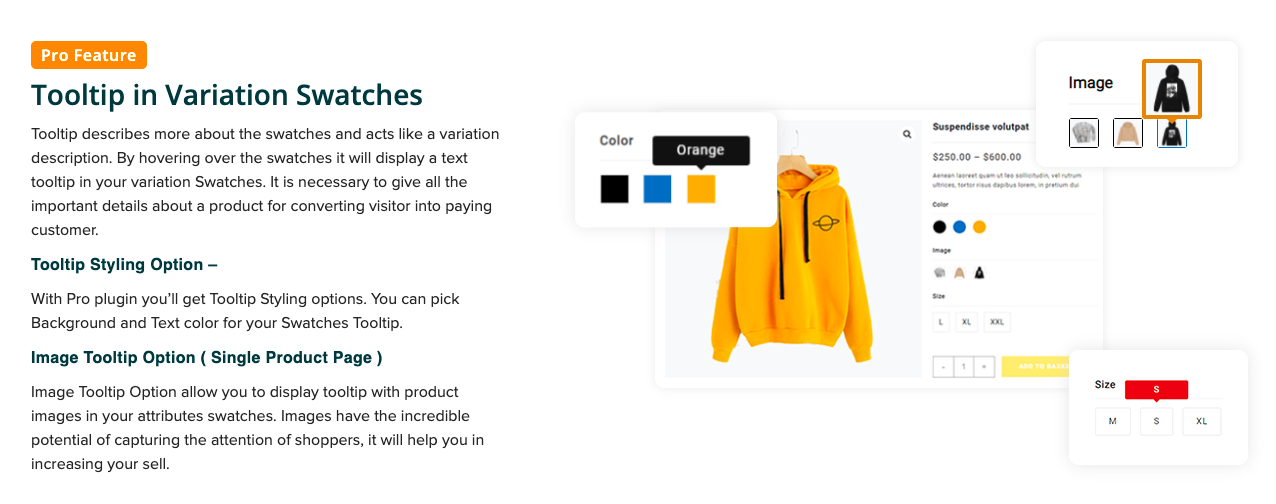 Pro Feature
Tooltip in Variation Swatches
Tooltip describes more about the swatches and acts like a variation
description. By hovering over the swatches it will display a text
tooltip in your variation Swatches. It is necessary to give all the
important details about a product for converting visitor into paying
customer.
Tooltip Styling Option –
With Pro plugin you’ll get Tooltip Styling options. You can pick
Background and Text color for your Swatches Tooltip.
Image Tooltip Option ( Single Product Page )
Image Tooltip Option allow you to display tooltip with product
images in your attributes swatches. Images have the incredible
potential of capturing the attention of shoppers, it will help you in
increasing your sell.
Color
Orange
Image
Suspendisse volutpat
$250.00 – $600.00
Aenean laoreet quam ut leo sollicitudin, vel rutrum
ultrices, tortor risus dapibus lorem, in pretium dui
Color
Image
Size
L XL XXL
- 1 +
ADD TO BASKET
Size
S
M S XL